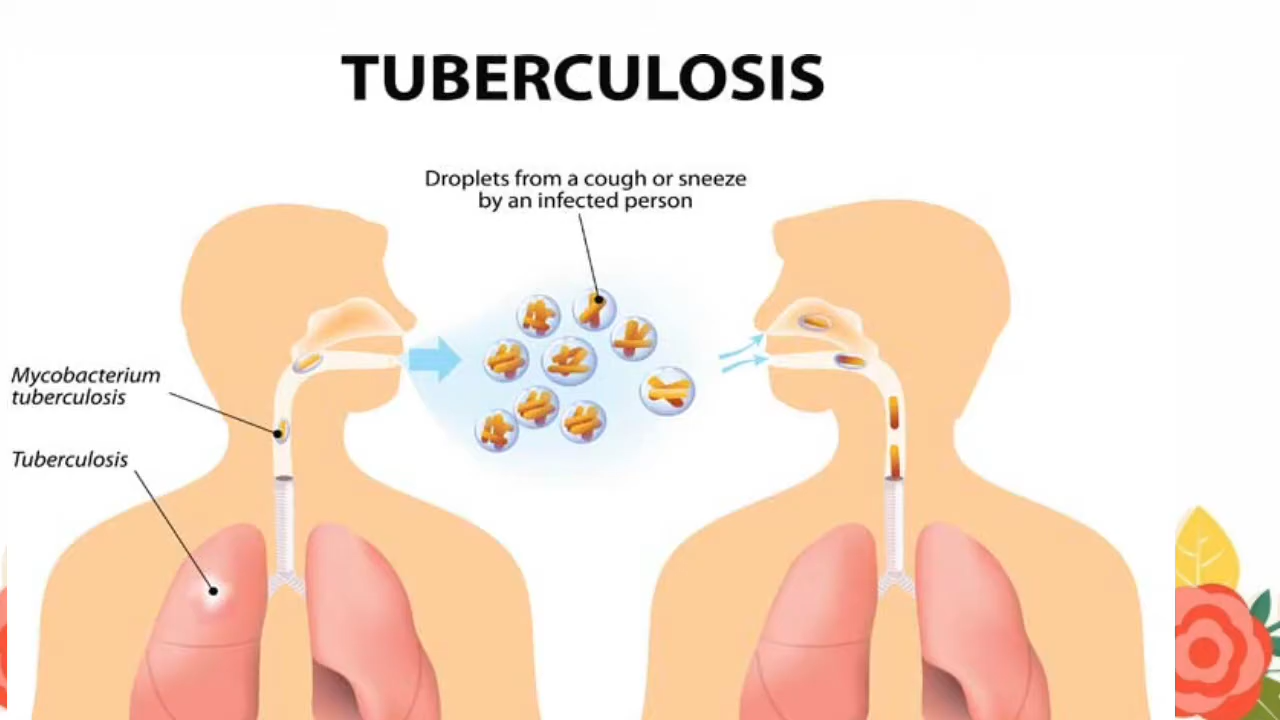 TUBERCULOSIS
Droplets from a cough or sneeze
by an infected person
Mycobacterium
tuberculosis
Tuberculosis